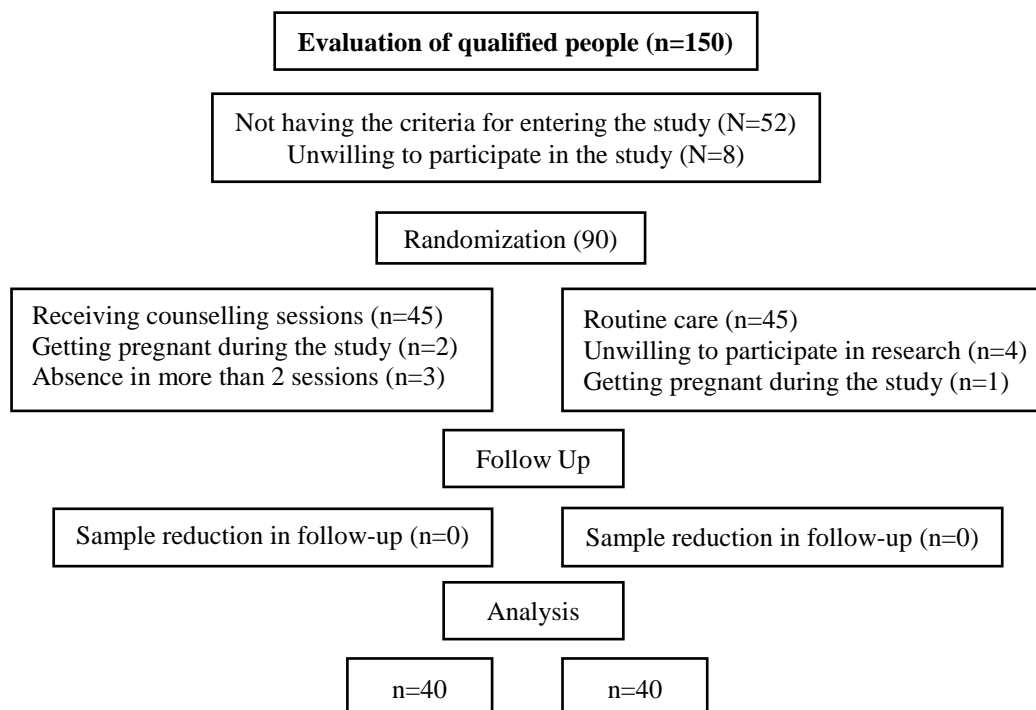 Evaluation of qualified people (n=150)
Not having the criteria for entering the study (N=52)
Unwilling to participate in the study (N=8)
Randomization (90)
Receiving counselling sessions (n=45)
Getting pregnant during the study (n=2)
Absence in more than 2 sessions (n=3)
Routine care (n=45)
Unwilling to participate in research (n=4)
Getting pregnant during the study (n=1)
Follow Up
Sample reduction in follow-up (n=0)
Sample reduction in follow-up (n=0)
Analysis
n=40
n=40